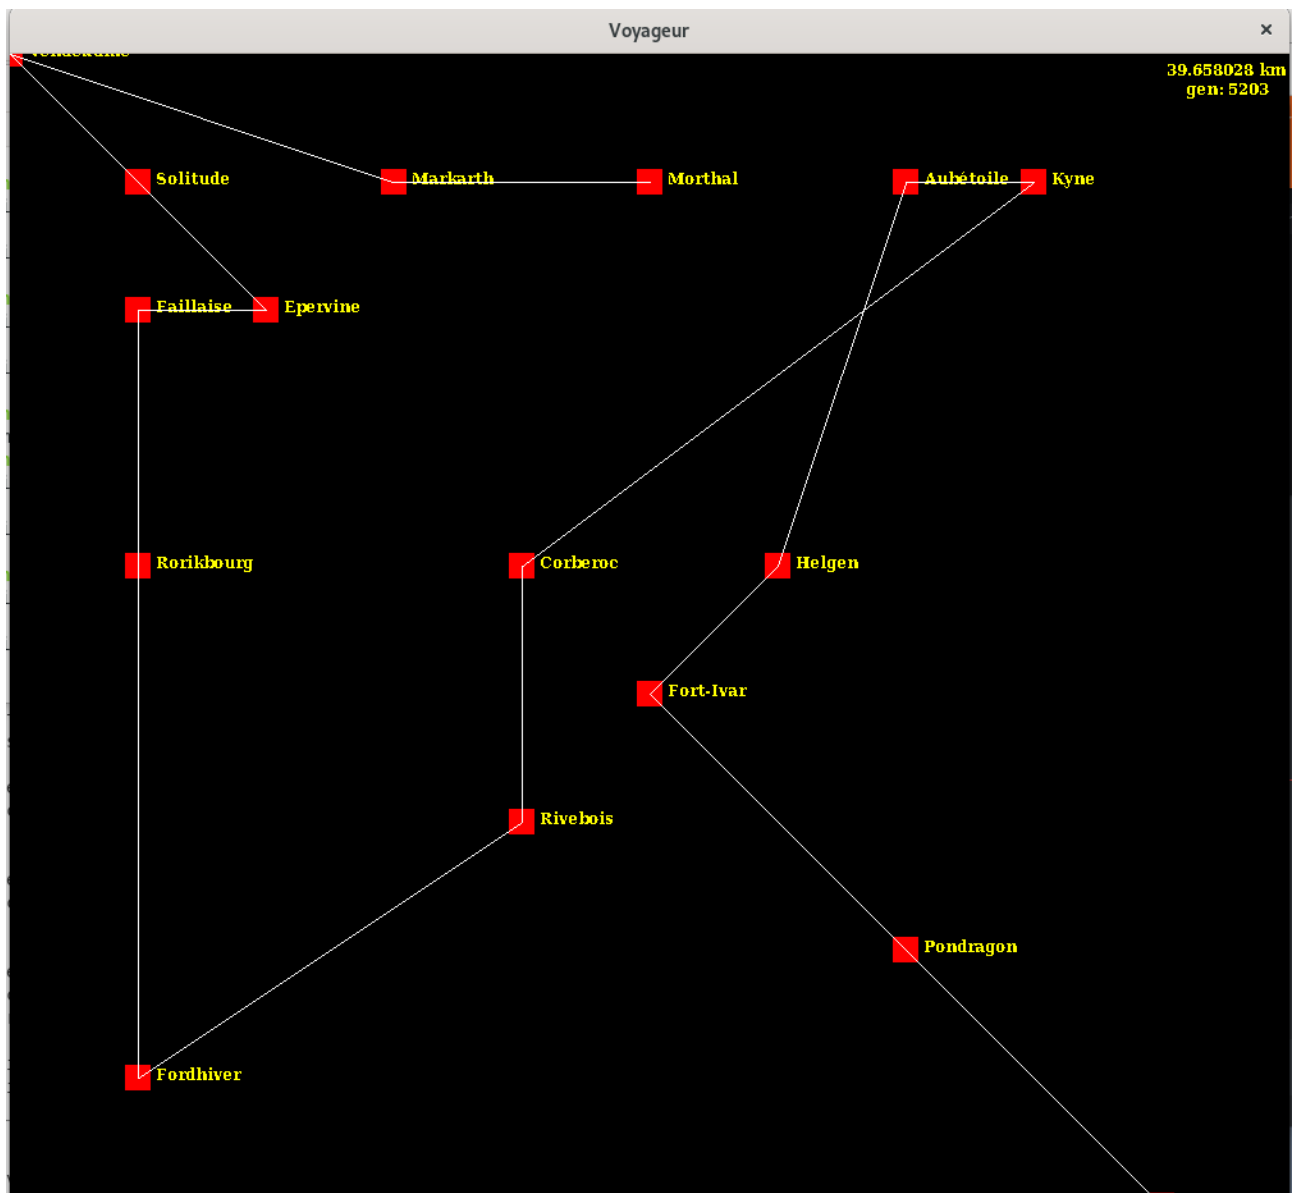 Voyageur
39.658028 km
gen: 5203
Solitude
Markarth
Morthal
Aubétoile
Kyne
Faillaise
Epervine
Rorikbourg
Corberoc
Helgen
Fort-Ivar
Rivebois
Pondragon
Fordhiver